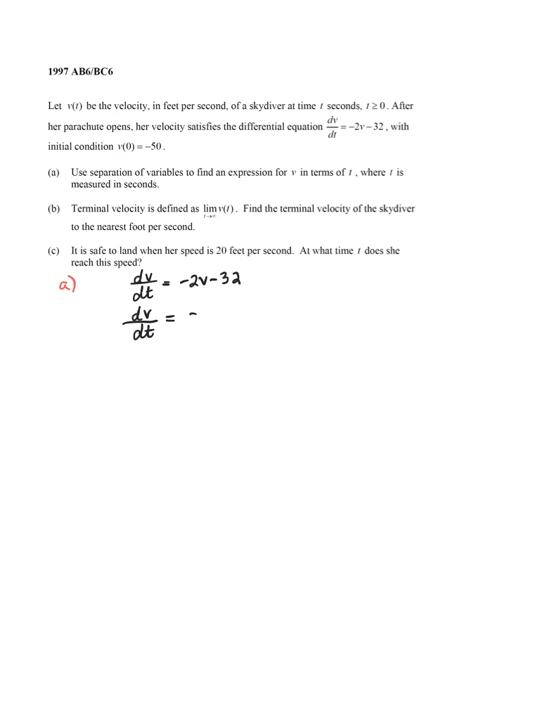 1997 AB6/BC6
Let v(t) be the velocity, in feet per second, of a skydiver at time t seconds, t ≥ 0. After
her parachute opens, her velocity satisfies the differential equation dv/dt = −2v − 32, with
initial condition v(0) = −50.
(a) Use separation of variables to find an expression for v in terms of t, where t is
measured in seconds.
(b) Terminal velocity is defined as lim t→∞ v(t). Find the terminal velocity of the skydiver
to the nearest foot per second.
(c) It is safe to land when her speed is 20 feet per second. At what time t does she
reach this speed?
a) dv/dt = -2v-32
dv/dt = -